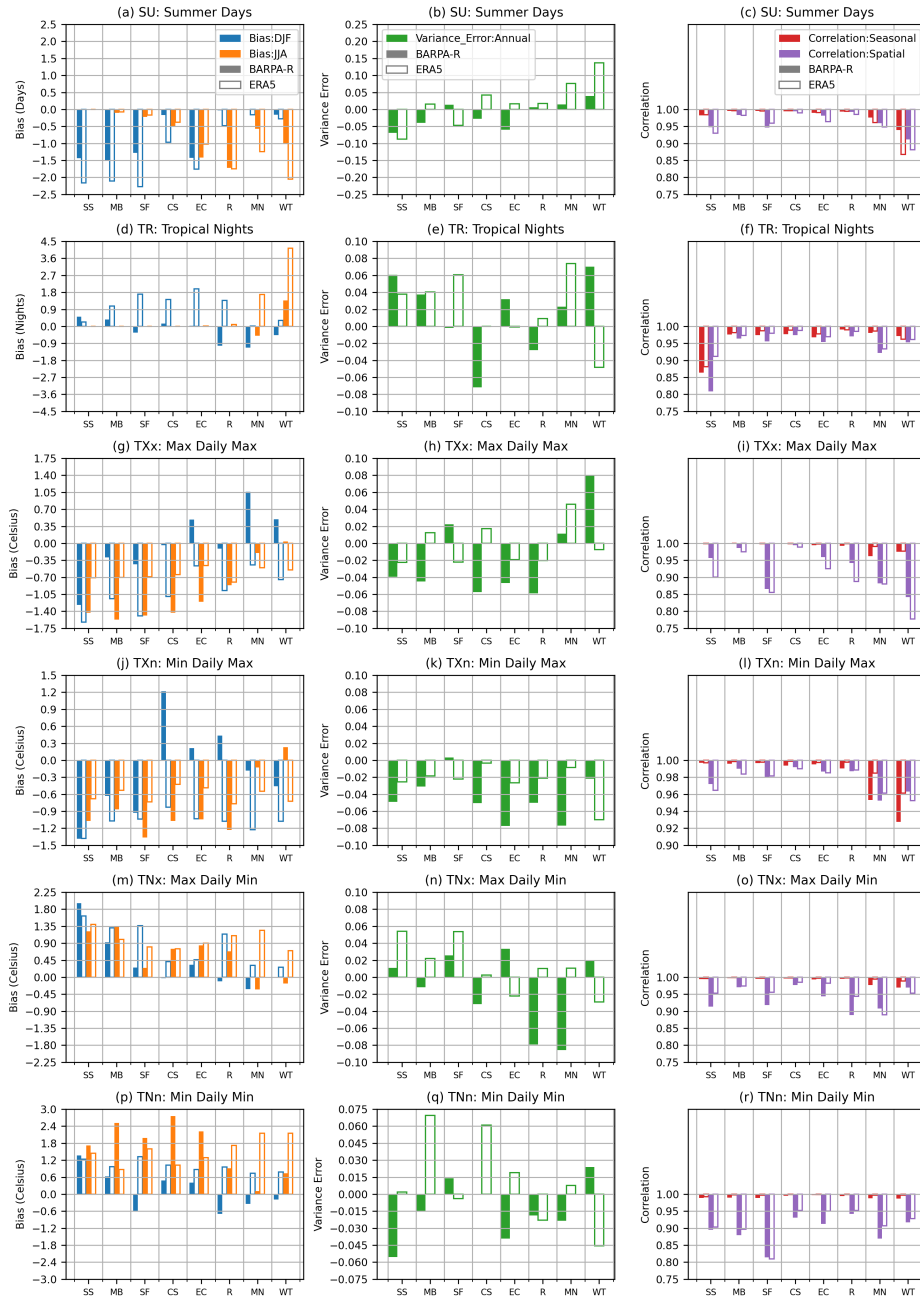 (a) SU: Summer Days
Bias (Days)
2.5
2.0
1.5
1.0
0.5
0.0
−0.5
−1.0
−1.5
−2.0
−2.5
Bias:DJF
Bias:JJA
BARPA-R
ERA5
SS MB SF CS EC R MN WT
(b) SU: Summer Days
Variance Error
0.25
0.20
0.15
0.10
0.05
0.00
−0.05
−0.10
−0.15
−0.20
−0.25
Variance_Error:Annual
BARPA-R
ERA5
SS MB SF CS EC R MN WT
(c) SU: Summer Days
Correlation
1.00
0.95
0.90
0.85
0.80
0.75
Correlation:Seasonal
Correlation:Spatial
BARPA-R
ERA5
SS MB SF CS EC R MN WT
(d) TR: Tropical Nights
Bias (Nights)
4.5
3.6
2.7
1.8
0.9
0.0
−0.9
−1.8
−2.7
−3.6
−4.5
SS MB SF CS EC R MN WT
(e) TR: Tropical Nights
Variance Error
0.10
0.08
0.06
0.04
0.02
0.00
−0.02
−0.04
−0.06
−0.08
−0.10
SS MB SF CS EC R MN WT
(f) TR: Tropical Nights
Correlation
1.00
0.95
0.90
0.85
0.80
0.75
SS MB SF CS EC R MN WT
(g) TXx: Max Daily Max
Bias (Celsius)
1.75
1.40
1.05
0.70
0.35
0.00
−0.35
−0.70
−1.05
−1.40
−1.75
SS MB SF CS EC R MN WT
(h) TXx: Max Daily Max
Variance Error
0.10
0.08
0.06
0.04
0.02
0.00
−0.02
−0.04
−0.06
−0.08
−0.10
SS MB SF CS EC R MN WT
(i) TXx: Max Daily Max
Correlation
1.00
0.95
0.90
0.85
0.80
0.75
SS MB SF CS EC R MN WT
(j) TXn: Min Daily Max
Bias (Celsius)
1.5
1.2
0.9
0.6
0.3
0.0
−0.3
−0.6
−0.9
−1.2
−1.5
SS MB SF CS EC R MN WT
(k) TXn: Min Daily Max
Variance Error
0.10
0.08
0.06
0.04
0.02
0.00
−0.02
−0.04
−0.06
−0.08
−0.10
SS MB SF CS EC R MN WT
(l) TXn: Min Daily Max
Correlation
1.00
0.98
0.96
0.94
0.92
0.90
SS MB SF CS EC R MN WT
(m) TNx: Max Daily Min
Bias (Celsius)
2.25
1.80
1.35
0.90
0.45
0.00
−0.45
−0.90
−1.35
−1.80
−2.25
SS MB SF CS EC R MN WT
(n) TNx: Max Daily Min
Variance Error
0.10
0.08
0.06
0.04
0.02
0.00
−0.02
−0.04
−0.06
−0.08
−0.10
SS MB SF CS EC R MN WT
(o) TNx: Max Daily Min
Correlation
1.00
0.95
0.90
0.85
0.80
0.75
SS MB SF CS EC R MN WT
(p) TNn: Min Daily Min
Bias (Celsius)
3.0
2.4
1.8
1.2
0.6
0.0
−0.6
−1.2
−1.8
−2.4
−3.0
SS MB SF CS EC R MN WT
(q) TNn: Min Daily Min
Variance Error
0.075
0.060
0.045
0.030
0.015
0.000
−0.015
−0.030
−0.045
−0.060
−0.075
SS MB SF CS EC R MN WT
(r) TNn: Min Daily Min
Correlation
1.00
0.95
0.90
0.85
0.80
0.75
SS MB SF CS EC R MN WT